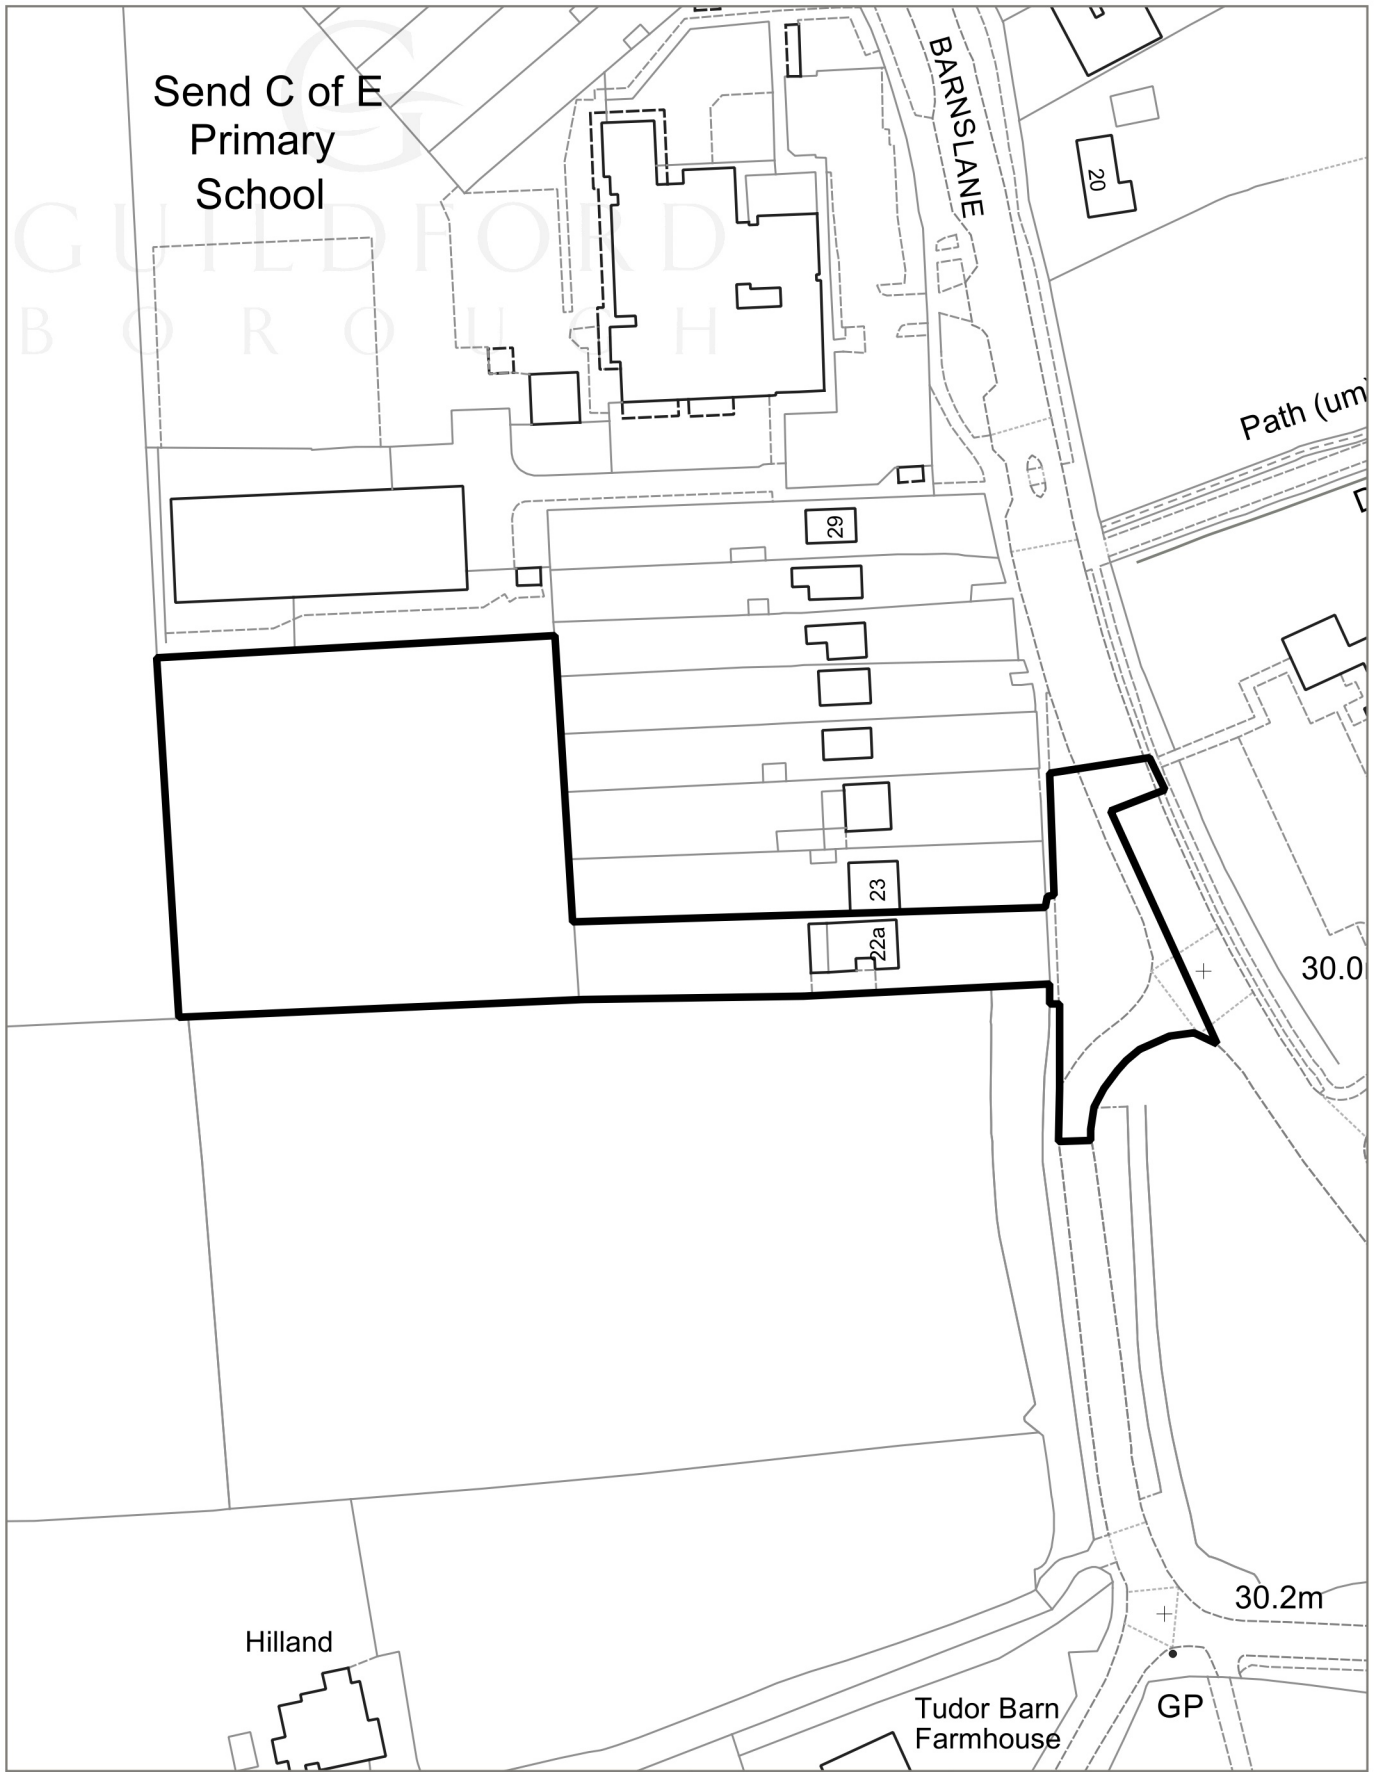 Send C of E
Primary
School
GUILDFORD
BOROUGH
BARNSLANE
20
Path (um)
29
23
22a
30.0
30.2m
Hilland
Tudor Barn
Farmhouse
GP